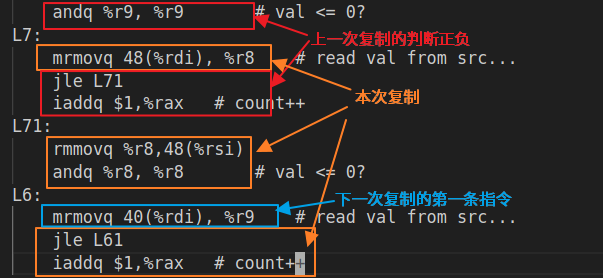 andq %r9, %r9 # val <= 0?
L7: 上一次复制的判断正负
mrmovq 48(%rdi), %r8 # read val from src...
jle L71
iaddq $1,%rax # count++ 本次复制
L71:
rmmovq %r8,48(%rsi)
andq %r8, %r8 # val <= 0?
L6: 下一次复制的第一条指令
mrmovq 40(%rdi), %r9 # read val from src...
jle L61
iaddq $1,%rax # count++